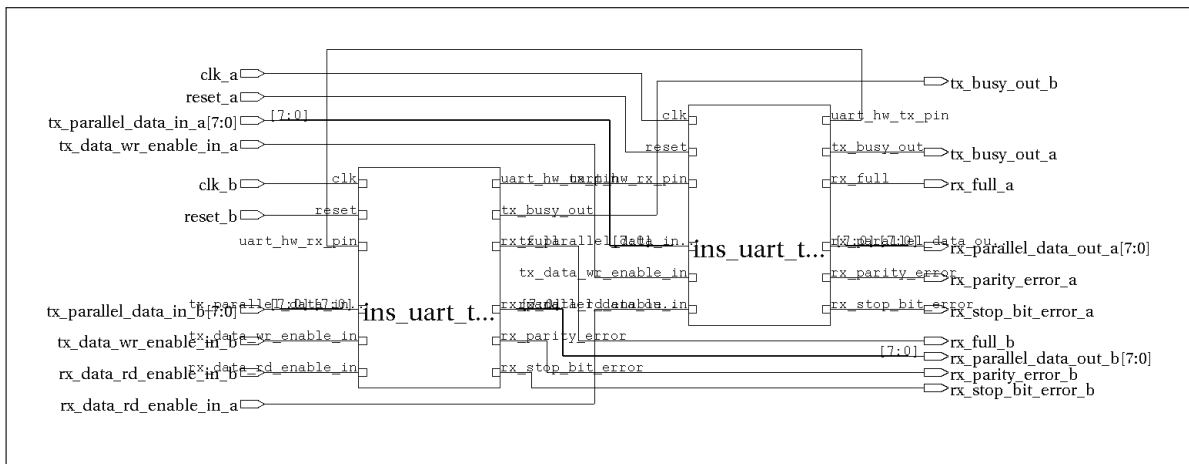 clk_a
reset_a
tx_parallel_data_in_a[7:0]
[7:0]
tx_data_wr_enable_in_a
clk_b
reset_b
tx_parallel_data_in_b[7:0]
tx_data_wr_enable_in_b
rx_data_rd_enable_in_b
rx_data_rd_enable_in_a
clk
reset
uart_hw_rx_pin
tx_data_wr_enable_in
rx_data_rd_enable_in
ins_uart_t...
tx_busy_out
rx_parity_error
rx_stop_bit_error
clk
reset
tx_data_wr_enable_in
ins_uart_t...
uart_hw_tx_pin
tx_busy_out
rx_full
rx_parity_error
rx_stop_bit_error
tx_busy_out_b
tx_busy_out_a
rx_full_a
rx_parallel_data_out_a[7:0]
rx_parity_error_a
rx_stop_bit_error_a
rx_full_b
[7:0]
rx_parallel_data_out_b[7:0]
rx_parity_error_b
rx_stop_bit_error_b